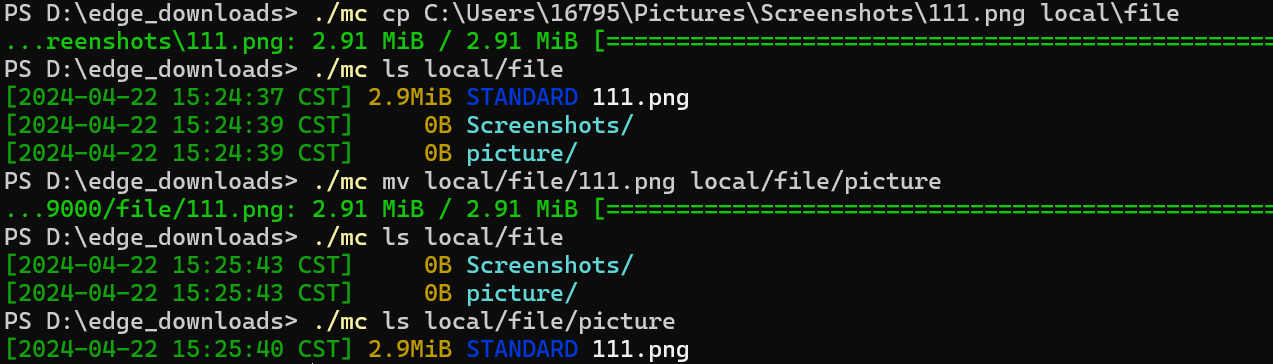 PS D:\edge_downloads> ./mc cp C:\Users\16795\Pictures\Screenshots\111.png local\file
...reenshots\111.png: 2.91 MiB / 2.91 MiB [================================================
PS D:\edge_downloads> ./mc ls local/file
[2024-04-22 15:24:37 CST] 2.9MiB STANDARD 111.png
[2024-04-22 15:24:39 CST]     0B Screenshots/
[2024-04-22 15:24:39 CST]     0B picture/
PS D:\edge_downloads> ./mc mv local/file/111.png local/file/picture
...9000/file/111.png: 2.91 MiB / 2.91 MiB [================================================
PS D:\edge_downloads> ./mc ls local/file
[2024-04-22 15:25:43 CST]     0B Screenshots/
[2024-04-22 15:25:43 CST]     0B picture/
PS D:\edge_downloads> ./mc ls local/file/picture
[2024-04-22 15:25:40 CST] 2.9MiB STANDARD 111.png